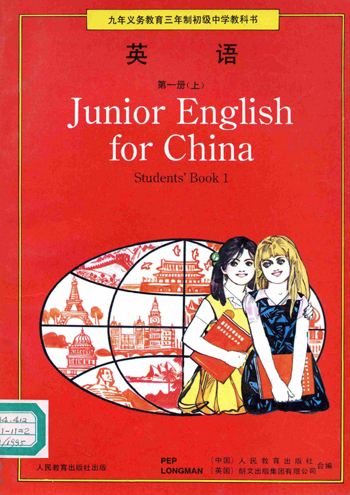 九年义务教育三年制初级中学教科书
英 语
第一册(上)
Junior English
for China
Students' Book 1
人民教育出版社出版
PEP (中国)人民教育出版社
LONGMAN (英国)朗文出版集团有限公司 合编